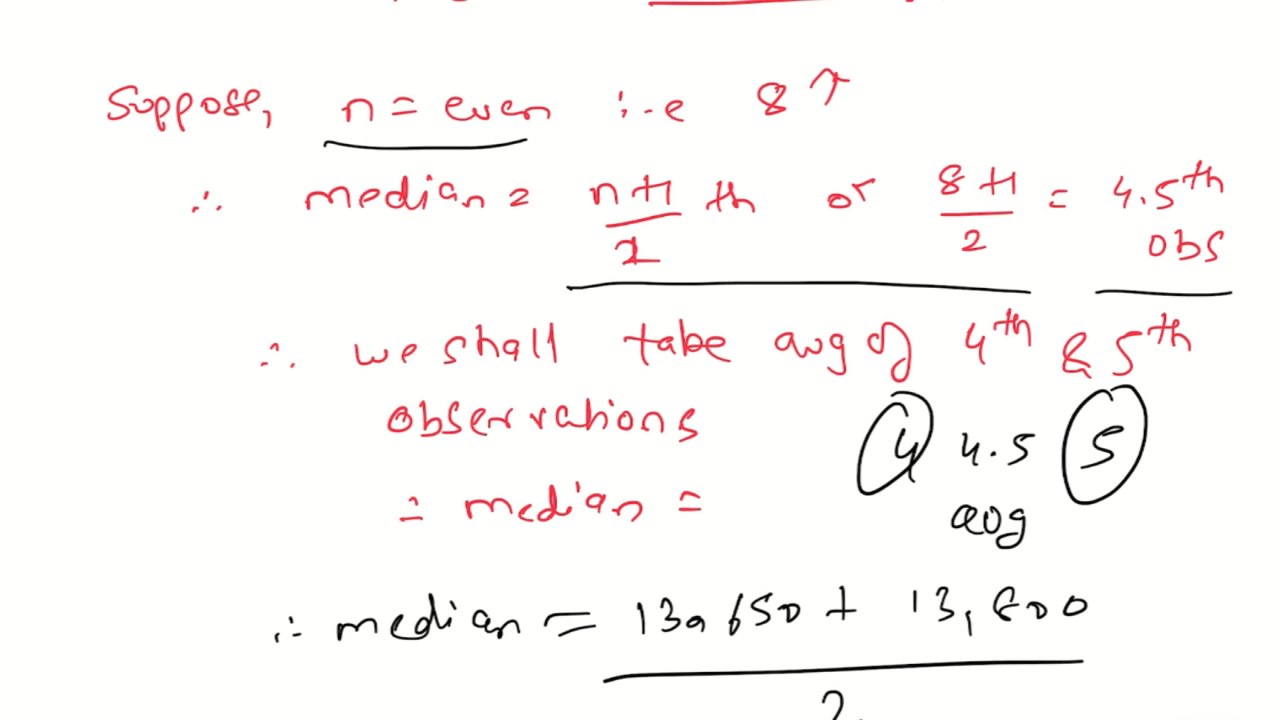 Suppose, n = even i.e 8 ↑
∴ median = n+1/2 th or 8+1/2 = 4.5th obs
∴ we shall take avg of 4th & 5th
observations
4 4.5 5
avg
∴ median =
∴ median = 13,650 + 13,800
2